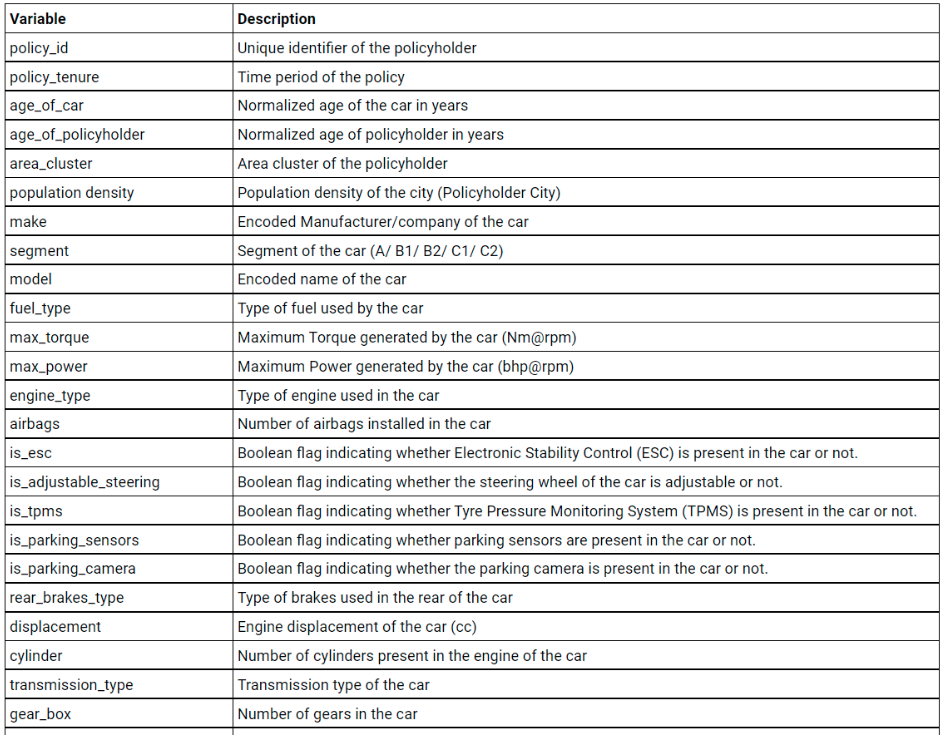 Variable Description
policy_id Unique identifier of the policyholder
policy_tenure Time period of the policy
age_of_car Normalized age of the car in years
age_of_policyholder Normalized age of policyholder in years
area_cluster Area cluster of the policyholder
population density Population density of the city (Policyholder City)
make Encoded Manufacturer/company of the car
segment Segment of the car (A/ B1/ B2/ C1/ C2)
model Encoded name of the car
fuel_type Type of fuel used by the car
max_torque Maximum Torque generated by the car (Nm@rpm)
max_power Maximum Power generated by the car (bhp@rpm)
engine_type Type of engine used in the car
airbags Number of airbags installed in the car
is_esc Boolean flag indicating whether Electronic Stability Control (ESC) is present in the car or not.
is_adjustable_steering Boolean flag indicating whether the steering wheel of the car is adjustable or not.
is_tpms Boolean flag indicating whether Tyre Pressure Monitoring System (TPMS) is present in the car or not.
is_parking_sensors Boolean flag indicating whether parking sensors are present in the car or not.
is_parking_camera Boolean flag indicating whether the parking camera is present in the car or not.
rear_brakes_type Type of brakes used in the rear of the car
displacement Engine displacement of the car (cc)
cylinder Number of cylinders present in the engine of the car
transmission_type Transmission type of the car
gear_box Number of gears in the car